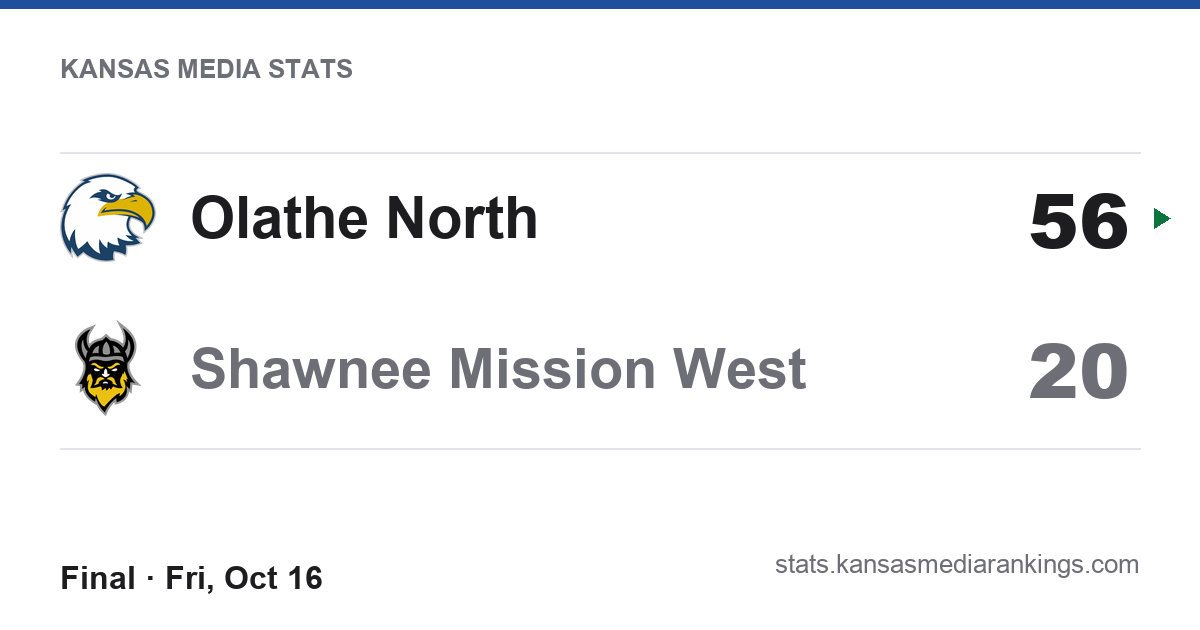 KANSAS MEDIA STATS
Olathe North 56
Shawnee Mission West 20
Final · Fri, Oct 16
stats.kansasmediarankings.com